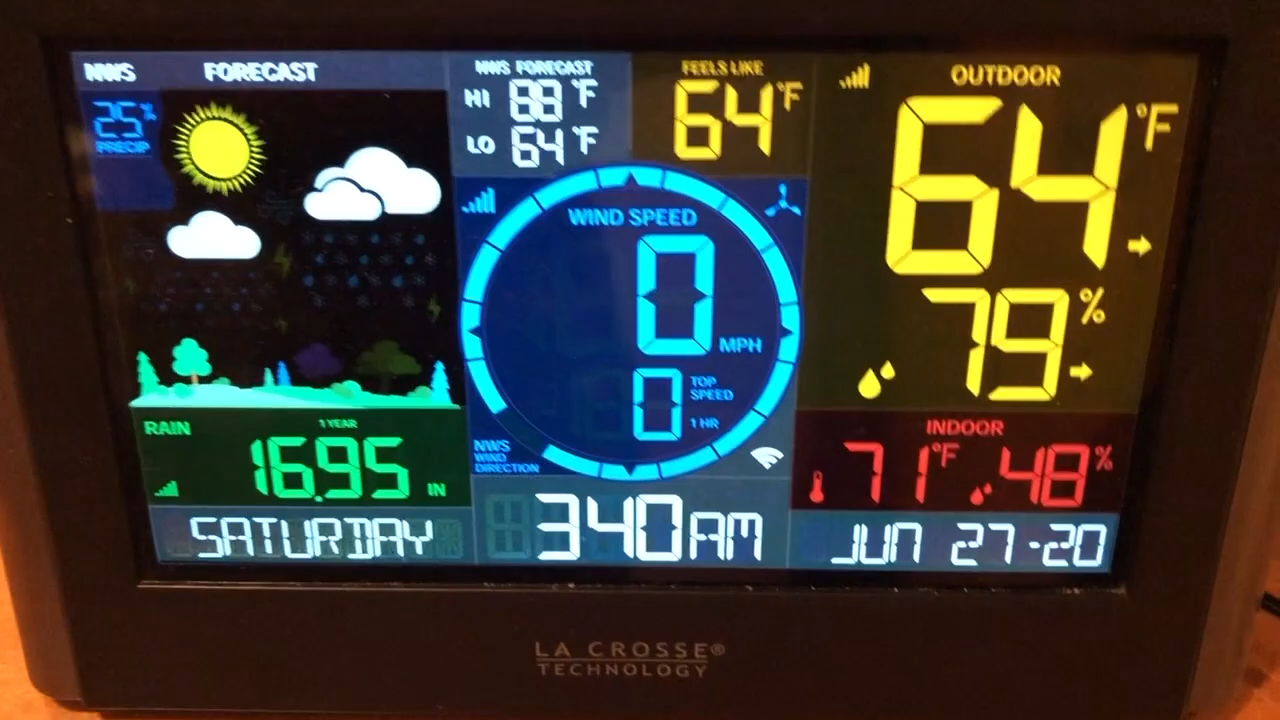 NWS FORECAST
25%
PRECIP
NWS FORECAST
HI 88 °F
LO 64 °F
FEELS LIKE
64 °F
OUTDOOR
64 °F
79 %
WIND SPEED
0 MPH
0 TOP SPEED 1 HR
NWS
WIND
DIRECTION
RAIN 1 YEAR
16.95 IN
INDOOR
71 °F 48 %
SATURDAY 3:40 AM JUN 27-20
LA CROSSE®
TECHNOLOGY